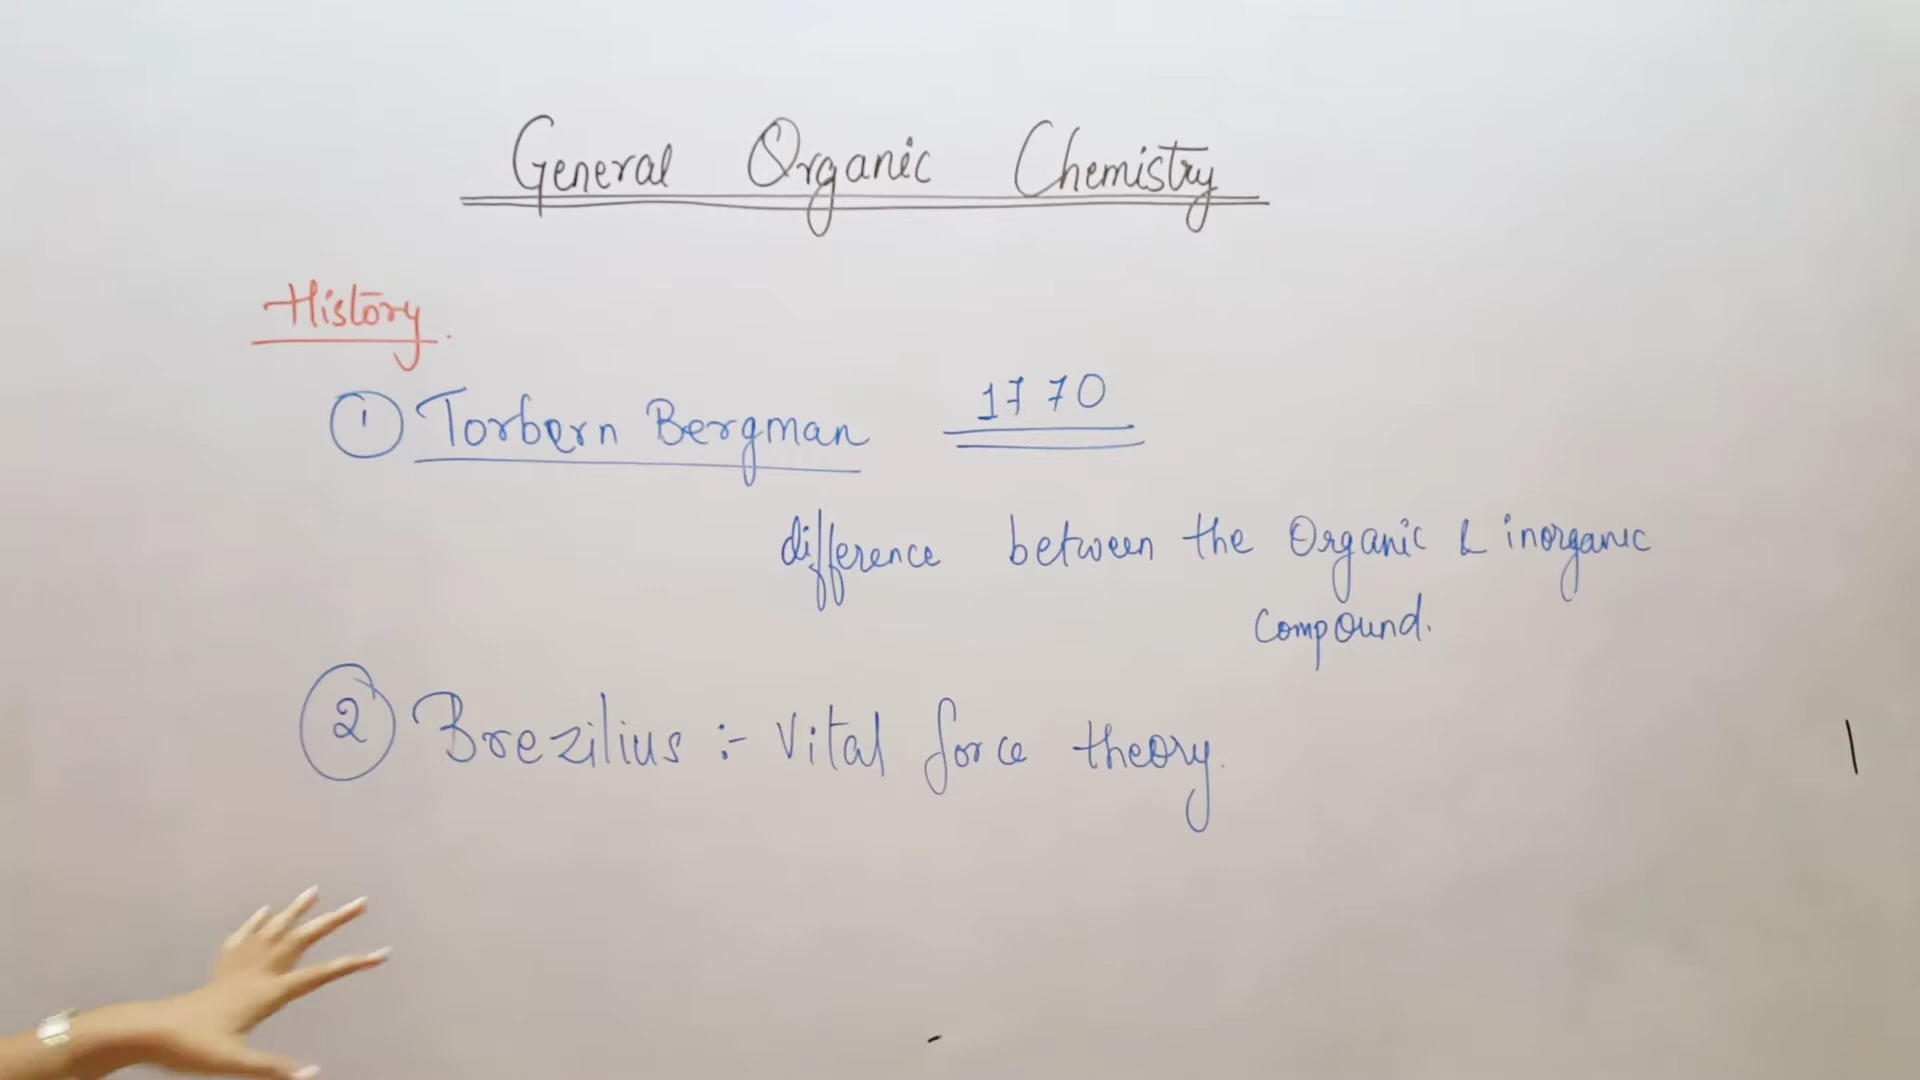 General Organic Chemistry
History.
1 Torbern Bergman 1770
difference between the Organic & inorganic
compound.
2 Brezilius :- Vital force theory.